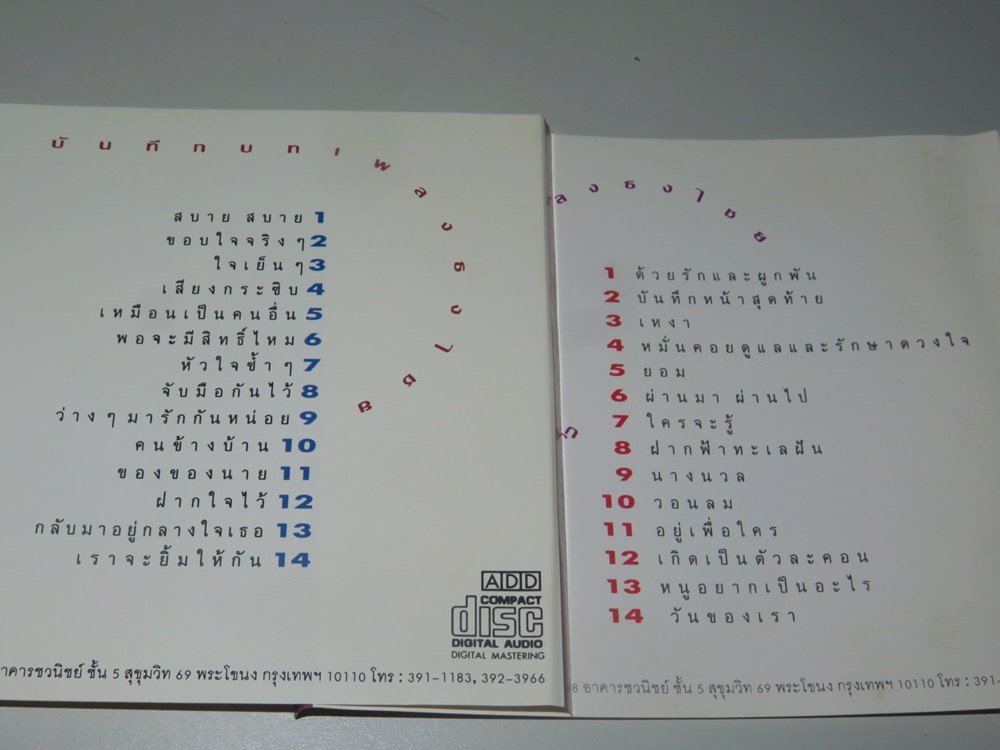 บันทึกบทเพลงธงไชย
สบาย สบาย 1
ขอบใจจริงๆ 2
ใจเย็นๆ 3
เสียงกระซิบ 4
เหมือนเป็นคนอื่น 5
พอจะมีสิทธิ์ไหม 6
หัวใจช้ำๆ 7
จับมือกันไว้ 8
ว่างๆ มารักกันหน่อย 9
คนข้างบ้าน 10
ของของนาย 11
ฝากใจไว้ 12
กลับมาอยู่กลางใจเธอ 13
เราจะยิ้มให้กัน 14
ADD
COMPACT
disc
DIGITAL AUDIO
DIGITAL MASTERING
าคารชวนิชย์ ชั้น 5 สุขุมวิท 69 พระโขนง กรุงเทพฯ 10110 โทร : 391-1183, 392-3966
ลงธงไชย
1 ด้วยรักและผูกพัน
2 บันทึกหน้าสุดท้าย
3 เหงา
4 หมั่นคอยดูแลและรักษาดวงใจ
5 ยอม
6 ผ่านมา ผ่านไป
7 ใครจะรู้
8 ฝากฟ้าทะเลฝัน
9 นางนวล
10 วอนลม
11 อยู่เพื่อใคร
12 เกิดเป็นตัวละคอน
13 หนูอยากเป็นอะไร
14 วันของเรา
8 อาคารชวนิชย์ ชั้น 5 สุขุมวิท 69 พระโขนง กรุงเทพฯ 10110 โทร : 391-